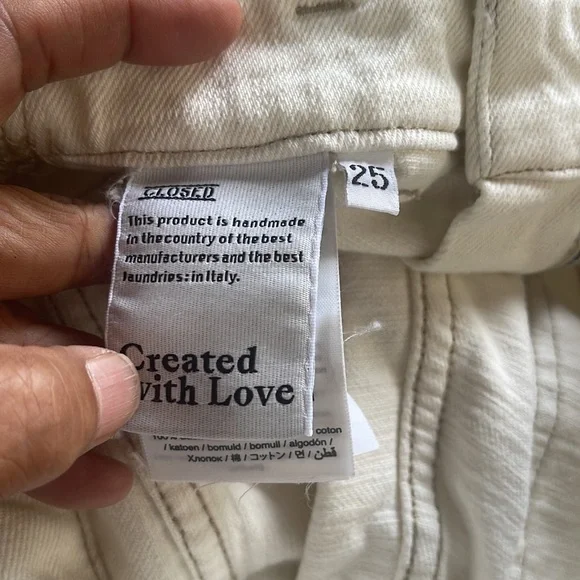 CLOSED
25
This product is handmade
in the country of the best
manufacturers and the best
laundries: in Italy.
Created
with Love
coton
/ katoen / bomuld / bomull / algodón /
Хлопок / 棉 / コットン / 면 / قطن